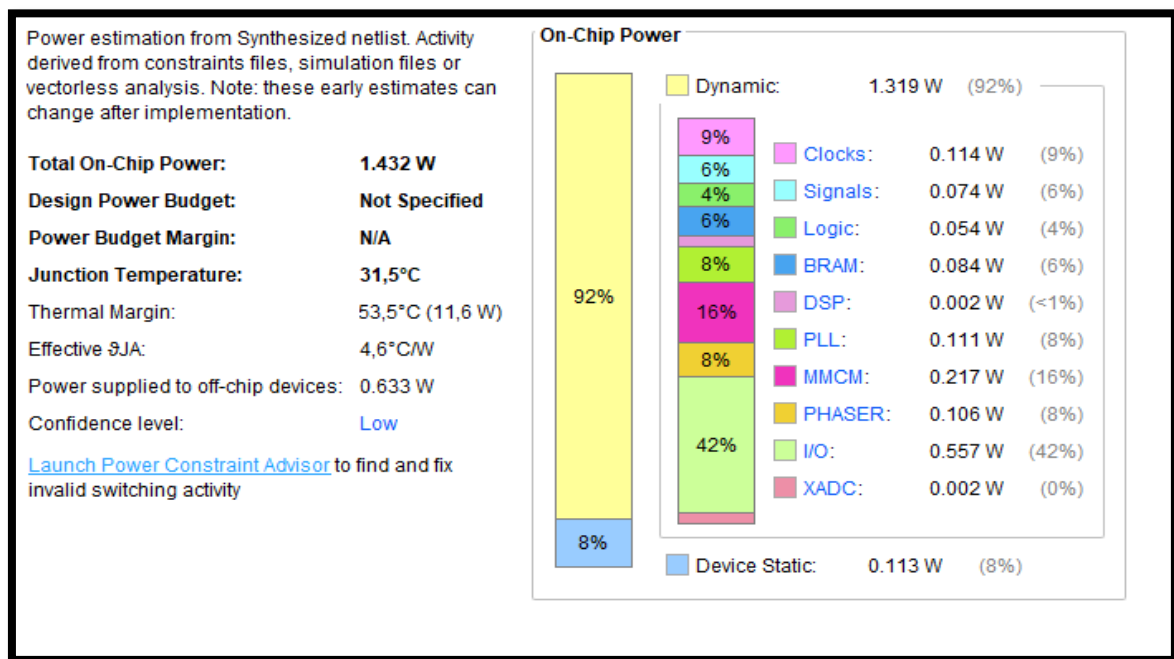 Power estimation from Synthesized netlist. Activity
derived from constraints files, simulation files or
vectorless analysis. Note: these early estimates can
change after implementation.
Total On-Chip Power: 1.432 W
Design Power Budget: Not Specified
Power Budget Margin: N/A
Junction Temperature: 31,5°C
Thermal Margin: 53,5°C (11,6 W)
Effective ϑJA: 4,6°C/W
Power supplied to off-chip devices: 0.633 W
Confidence level: Low
Launch Power Constraint Advisor to find and fix
invalid switching activity
On-Chip Power
92%
8%
Dynamic: 1.319 W (92%)
9%
6%
4%
6%
8%
16%
8%
42%
Clocks: 0.114 W (9%)
Signals: 0.074 W (6%)
Logic: 0.054 W (4%)
BRAM: 0.084 W (6%)
DSP: 0.002 W (<1%)
PLL: 0.111 W (8%)
MMCM: 0.217 W (16%)
PHASER: 0.106 W (8%)
I/O: 0.557 W (42%)
XADC: 0.002 W (0%)
Device Static: 0.113 W (8%)